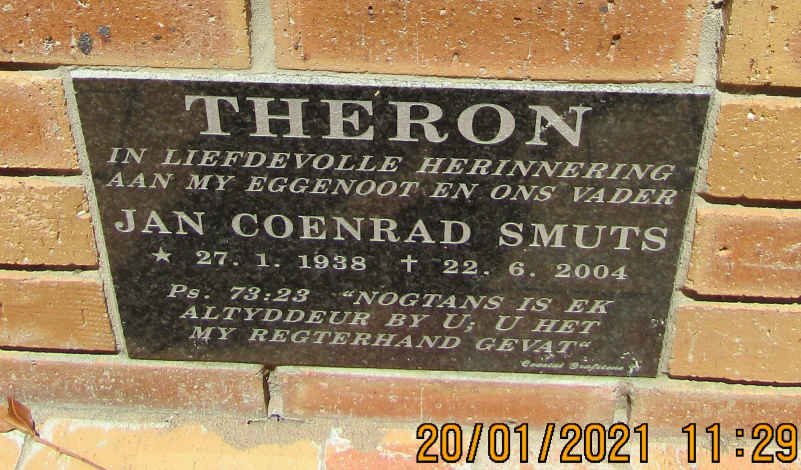 THERON
IN LIEFDEVOLLE HERINNERING
AAN MY EGGENOOT EN ONS VADER
JAN COENRAD SMUTS
★ 27. 1. 1938 † 22. 6. 2004
Ps. 73:23 “NOGTANS IS EK
ALTYDDEUR BY U; U HET
MY REGTERHAND GEVAT“
20/01/2021 11:29